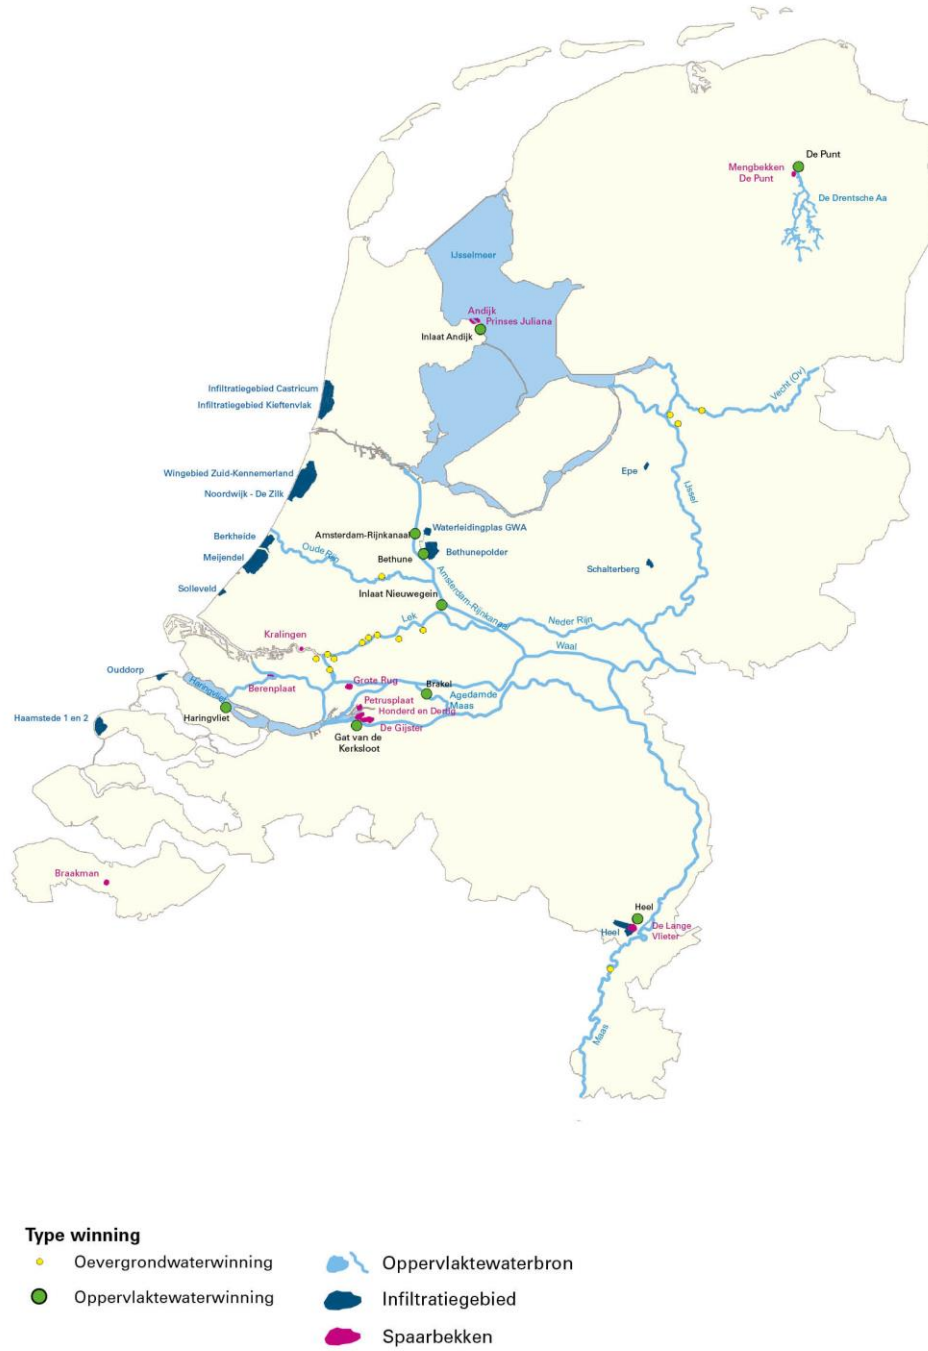 De Punt
Mengbekken
De Punt
De Drentsche Aa
IJsselmeer
Andijk
Prinses Juliana
Inlaat Andijk
Vecht (Ov)
Infiltratiegebied Castricum
Infiltratiegebied Kieftenvlak
Epe
IJssel
Wingebied Zuid-Kennemerland
Noordwijk - De Zilk
Waterleidingplas GWA
Amsterdam-Rijnkanaal
Berkheide
Oude Rijn
Bethunepolder
Meijendel
Bethune
Schalterberg
Amsterdam-Rijnkanaal
Solleveld
Inlaat Nieuwegein
Lek
Neder Rijn
Kralingen
Waal
Ouddorp
Haringvliet
Berenplaat
Grote Rug
Brakel
Agedamde
Maas
Petrusplaat
Honderd en Dertig
Haamstede 1 en 2
Haringvliet
De Gijster
Gat van de
Kerksloot
Braakman
Heel
Heel
De Lange
Vlieter
Maas
Type winning
Oevergrondwaterwinning
Oppervlaktewaterwinning
Oppervlaktewaterbron
Infiltratiegebied
Spaarbekken